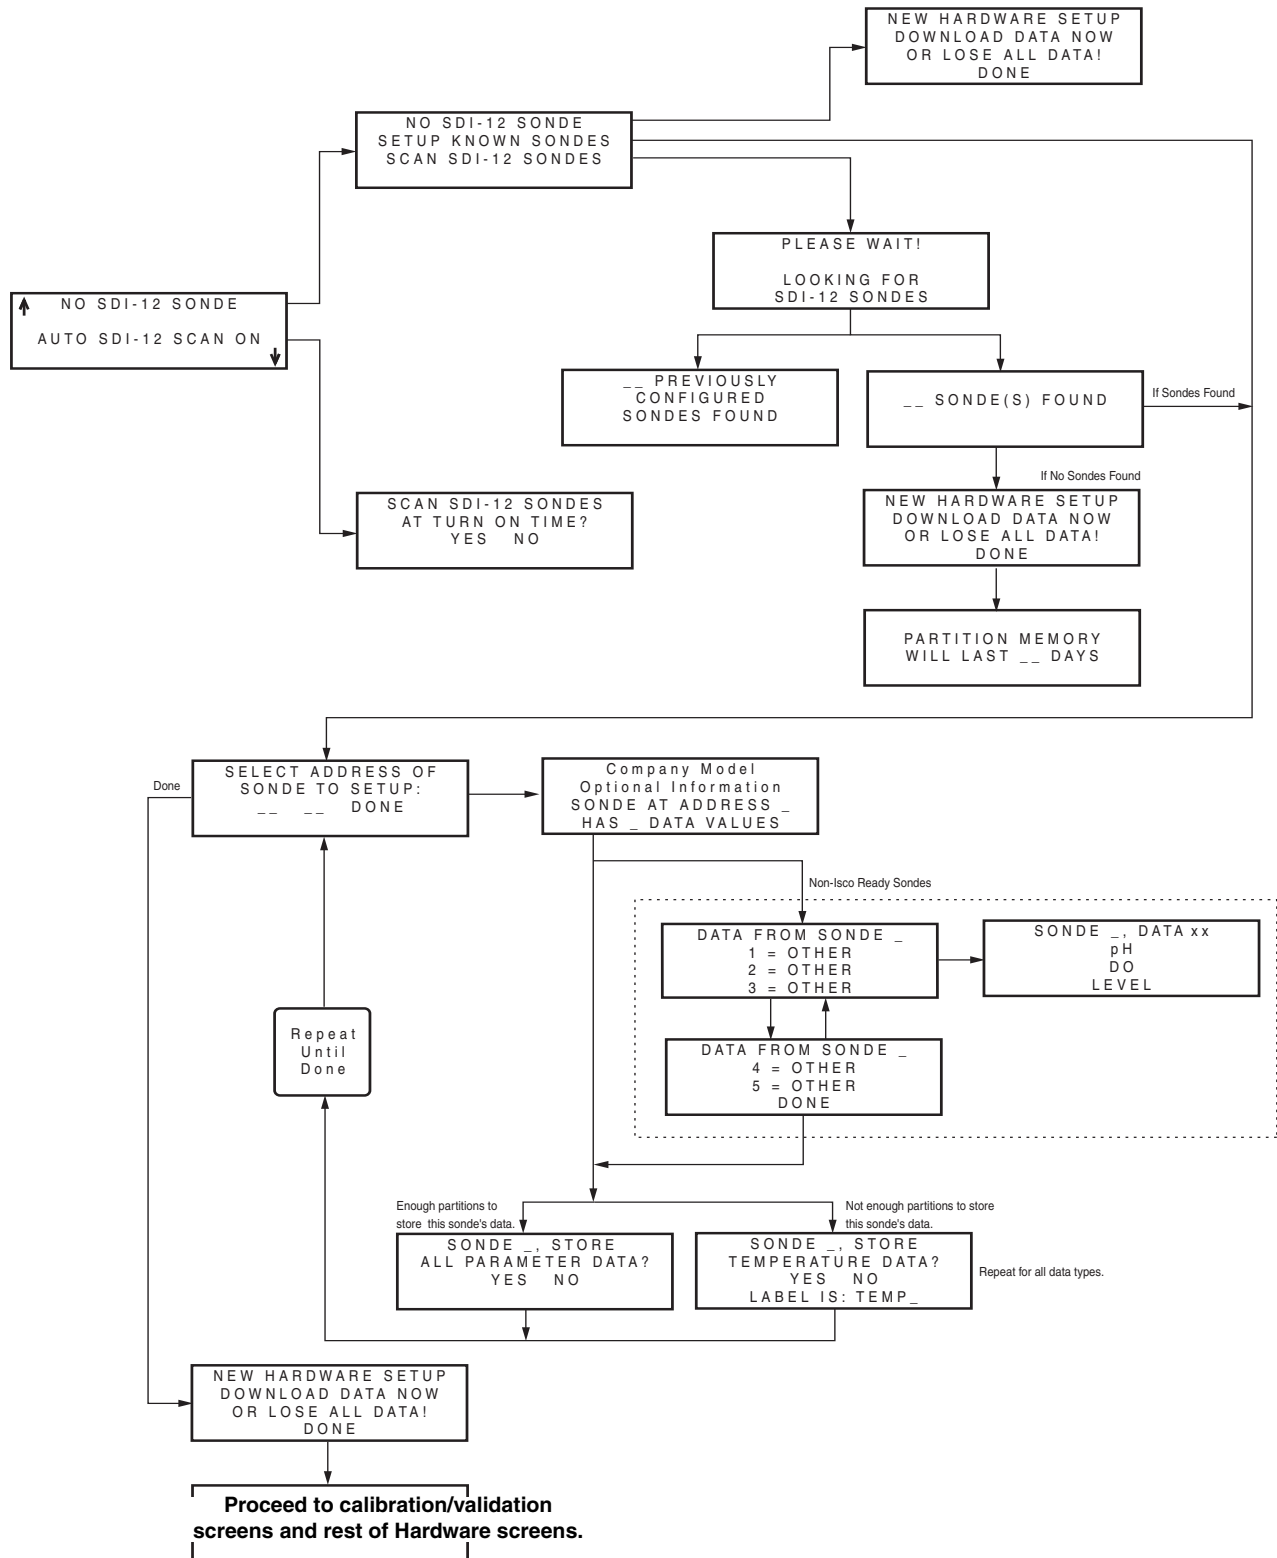 NEW HARDWARE SETUP
DOWNLOAD DATA NOW
OR LOSE ALL DATA!
DONE
NO SDI-12 SONDE
SETUP KNOWN SONDES
SCAN SDI-12 SONDES
PLEASE WAIT!
LOOKING FOR
SDI-12 SONDES
NO SDI-12 SONDE
AUTO SDI-12 SCAN ON
__ PREVIOUSLY
CONFIGURED
SONDES FOUND
__ SONDE(S) FOUND
If Sondes Found
If No Sondes Found
SCAN SDI-12 SONDES
AT TURN ON TIME?
YES NO
NEW HARDWARE SETUP
DOWNLOAD DATA NOW
OR LOSE ALL DATA!
DONE
PARTITION MEMORY
WILL LAST __ DAYS
Done
SELECT ADDRESS OF
SONDE TO SETUP:
__ __ DONE
Company Model
Optional Information
SONDE AT ADDRESS _
HAS _ DATA VALUES
Non-Isco Ready Sondes
DATA FROM SONDE _
1 = OTHER
2 = OTHER
3 = OTHER
SONDE _, DATA xx
pH
DO
LEVEL
Repeat
Until
Done
DATA FROM SONDE _
4 = OTHER
5 = OTHER
DONE
Enough partitions to
store this sonde's data.
Not enough partitions to store
this sonde's data.
SONDE _, STORE
ALL PARAMETER DATA?
YES NO
SONDE _, STORE
TEMPERATURE DATA?
YES NO
LABEL IS: TEMP_
Repeat for all data types.
NEW HARDWARE SETUP
DOWNLOAD DATA NOW
OR LOSE ALL DATA!
DONE
Proceed to calibration/validation
screens and rest of Hardware screens.